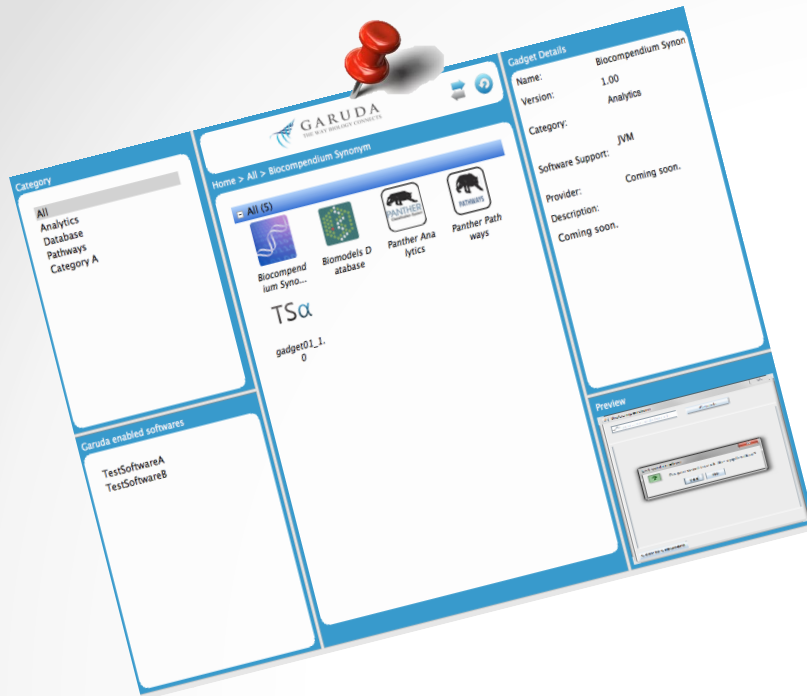 Category
All
Analytics
Database
Pathways
Category A
Garuda enabled softwares
TestSoftwareA
TestSoftwareB
GARUDA
THE WAY BIOLOGY CONNECTS
Home > All > Biocompendium Synonym
All (5)
Biocompend
ium Syno...
Biomodels D
atabase
PANTHER
Panther Ana
lytics
PATHWAYS
Panther Path
ways
TSα
gadget01_1.
0
Gadget Details
Name: Biocompendium Synon
Version: 1.00
Category: Analytics
Software Support: JVM
Provider: Coming soon.
Description:
Coming soon.
Preview